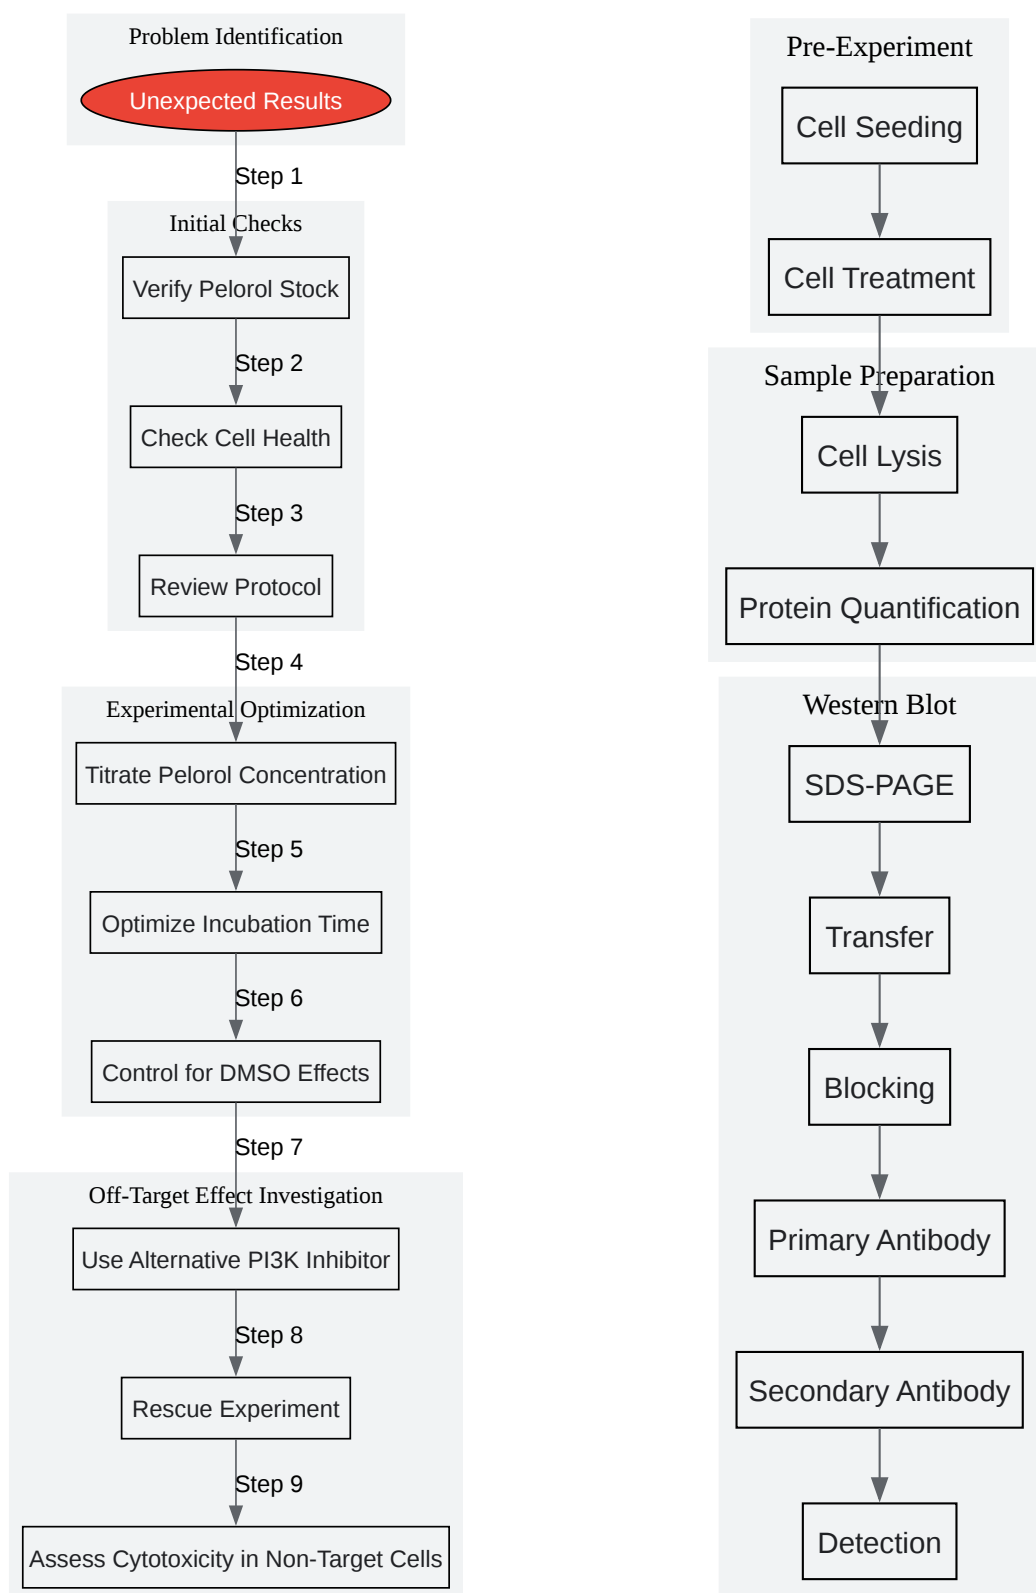 Problem Identification
Unexpected Results
Step 1
Initial Checks
Verify Pelorol Stock
Step 2
Check Cell Health
Step 3
Review Protocol
Step 4
Experimental Optimization
Titrate Pelorol Concentration
Step 5
Optimize Incubation Time
Step 6
Control for DMSO Effects
Step 7
Off-Target Effect Investigation
Use Alternative PI3K Inhibitor
Step 8
Rescue Experiment
Step 9
Assess Cytotoxicity in Non-Target Cells
Pre-Experiment
Cell Seeding
Cell Treatment
Sample Preparation
Cell Lysis
Protein Quantification
Western Blot
SDS-PAGE
Transfer
Blocking
Primary Antibody
Secondary Antibody
Detection